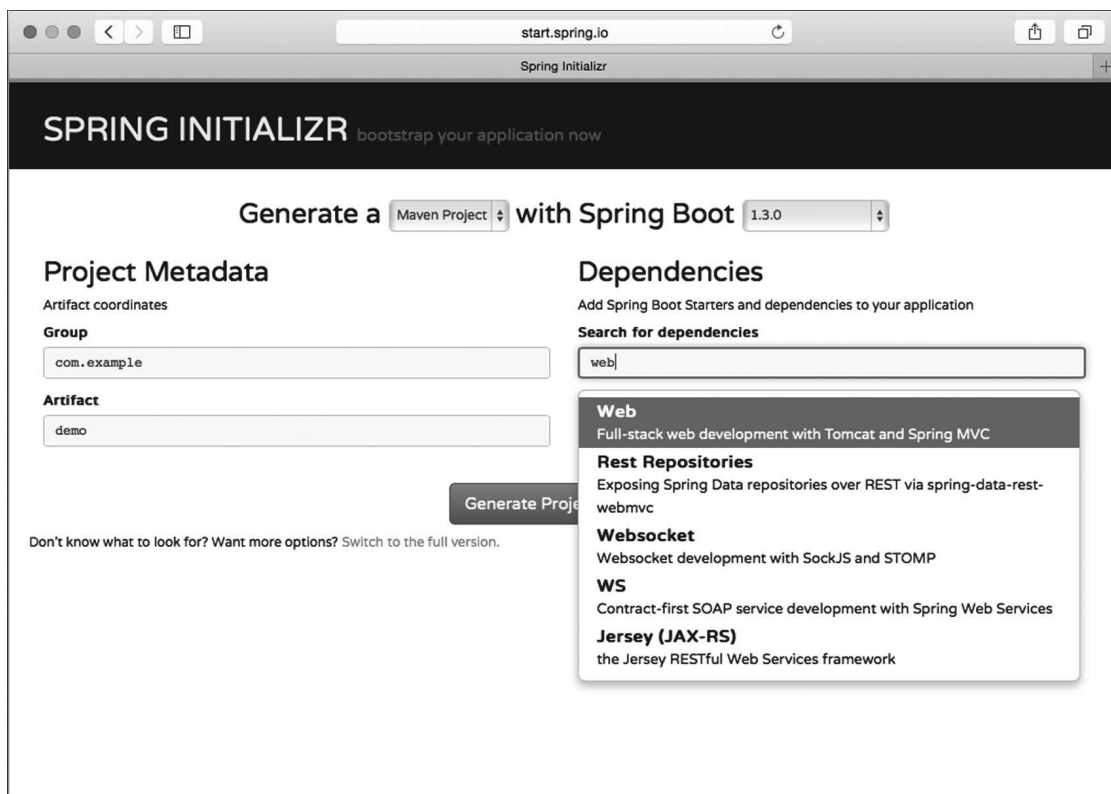 start.spring.io
Spring Initializr
SPRING INITIALIZR bootstrap your application now
Generate a Maven Project with Spring Boot 1.3.0
Project Metadata
Artifact coordinates
Group
com.example
Artifact
demo
Dependencies
Add Spring Boot Starters and dependencies to your application
Search for dependencies
web
Web
Full-stack web development with Tomcat and Spring MVC
Rest Repositories
Exposing Spring Data repositories over REST via spring-data-rest-
webmvc
Websocket
Websocket development with SockJS and STOMP
WS
Contract-first SOAP service development with Spring Web Services
Jersey (JAX-RS)
the Jersey RESTful Web Services framework
Generate Proje
Don't know what to look for? Want more options? Switch to the full version.